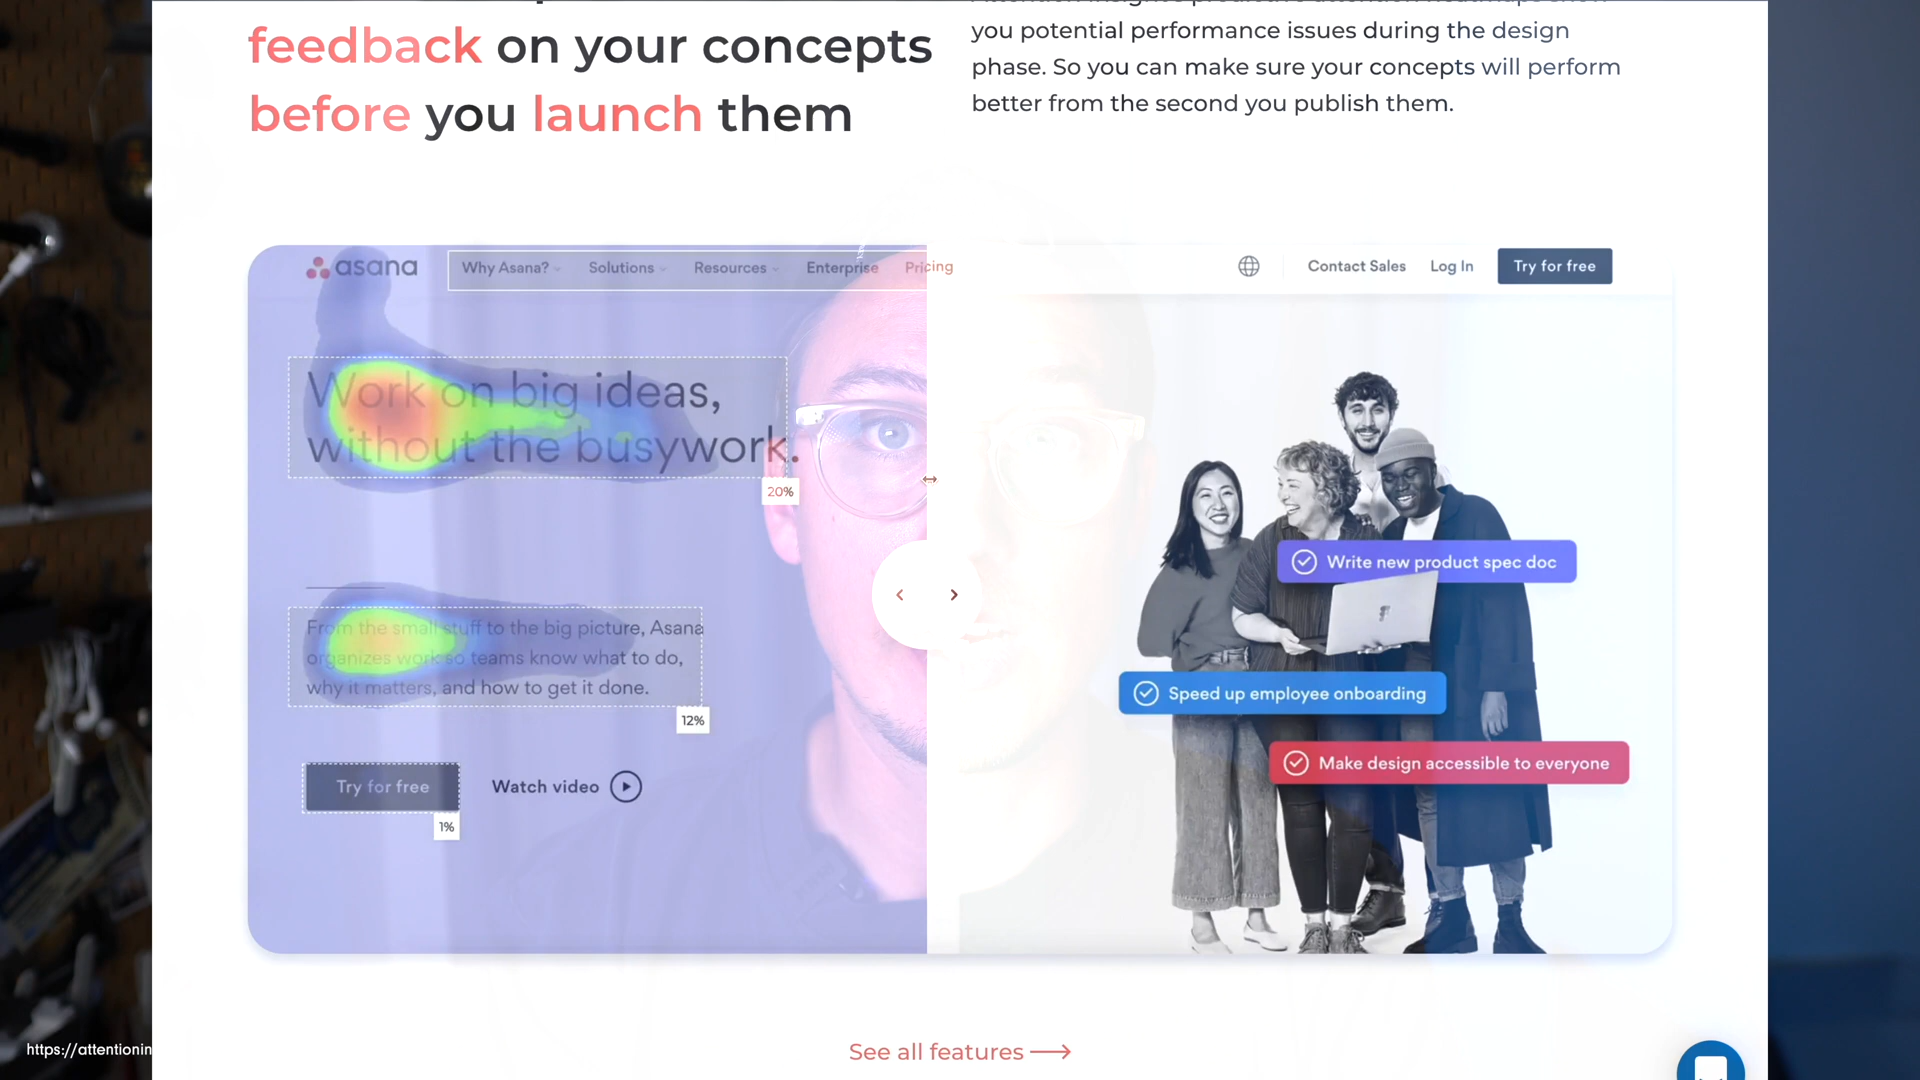 feedback on your concepts
before you launch them
you potential performance issues during the design
phase. So you can make sure your concepts will perform
better from the second you publish them.
asana
Why Asana? Solutions Resources Enterprise Pricing
Contact Sales Log In Try for free
Work on big ideas,
without the busywork.
20%
From the small stuff to the big picture, Asana
organizes work so teams know what to do,
why it matters, and how to get it done.
12%
Try for free Watch video
1%
Write new product spec doc
Speed up employee onboarding
Make design accessible to everyone
See all features
https://attentionin